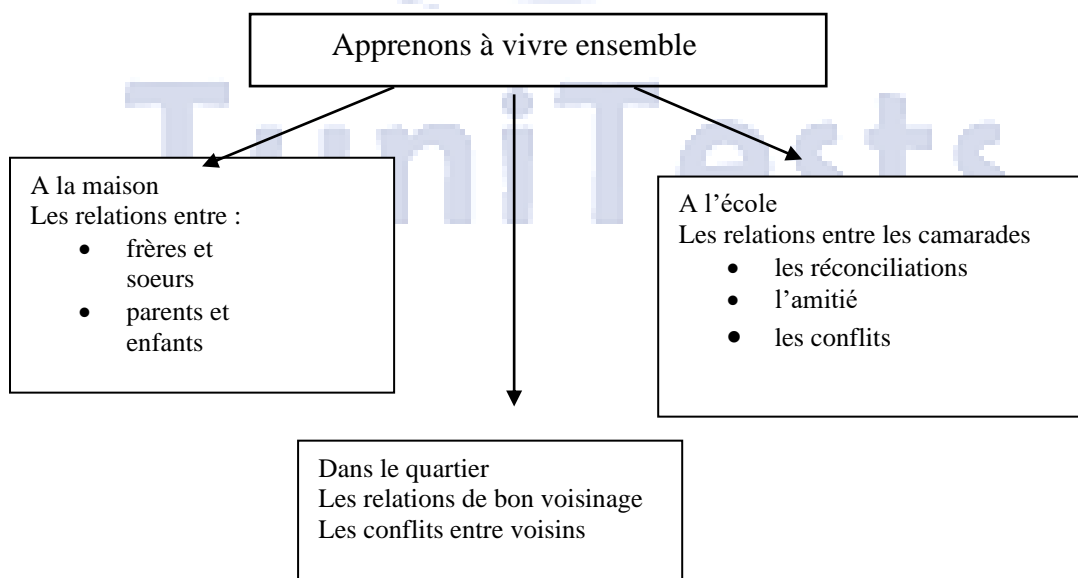 Apprenons à vivre ensemble
TuniTests
A la maison
Les relations entre :
• frères et
soeurs
• parents et
enfants
A l’école
Les relations entre les camarades
• les réconciliations
• l’amitié
• les conflits
Dans le quartier
Les relations de bon voisinage
Les conflits entre voisins